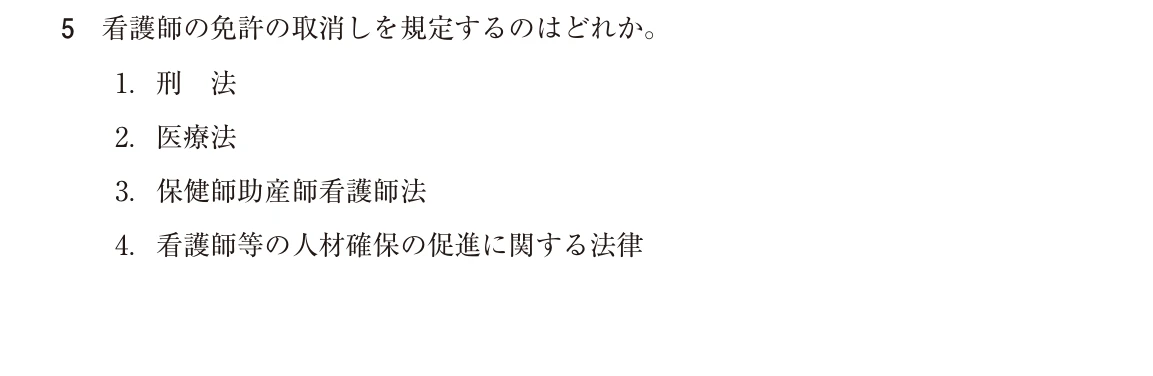 5 看護師の免許の取消しを規定するのはどれか。
1. 刑　法
2. 医療法
3. 保健師助産師看護師法
4. 看護師等の人材確保の促進に関する法律